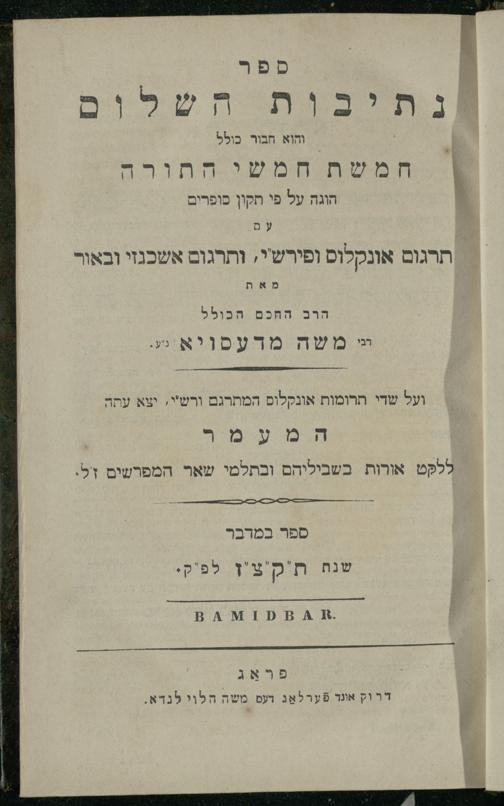 ספר
נתיבות השלום
והוא חבור כולל
חמשת חמשי התורה
הוגה על פי תקון סופרים
עם
תרגום אונקלוס ופירש״י, ותרגום אשכנזי ובאור
מאת
הרב החכם הכולל
רבי משה מדעסויא נ״ע.
ועל שדי תרומות אונקלוס המתרגם ורש״י, יצא עתה
המעמר
ללקט אורות בשביליהם ובתלמי שאר המפרשים ז״ל.
ספר במדבר
שנת ת״ק״צ״ז לפ״ק.
BAMIDBAR.
פראג
דרוק אונד פערלאג דעס משה הלוי לנדא.